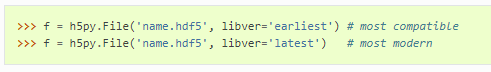 >>> f = h5py.File('name.hdf5', libver='earliest') # most compatible
>>> f = h5py.File('name.hdf5', libver='latest')   # most modern